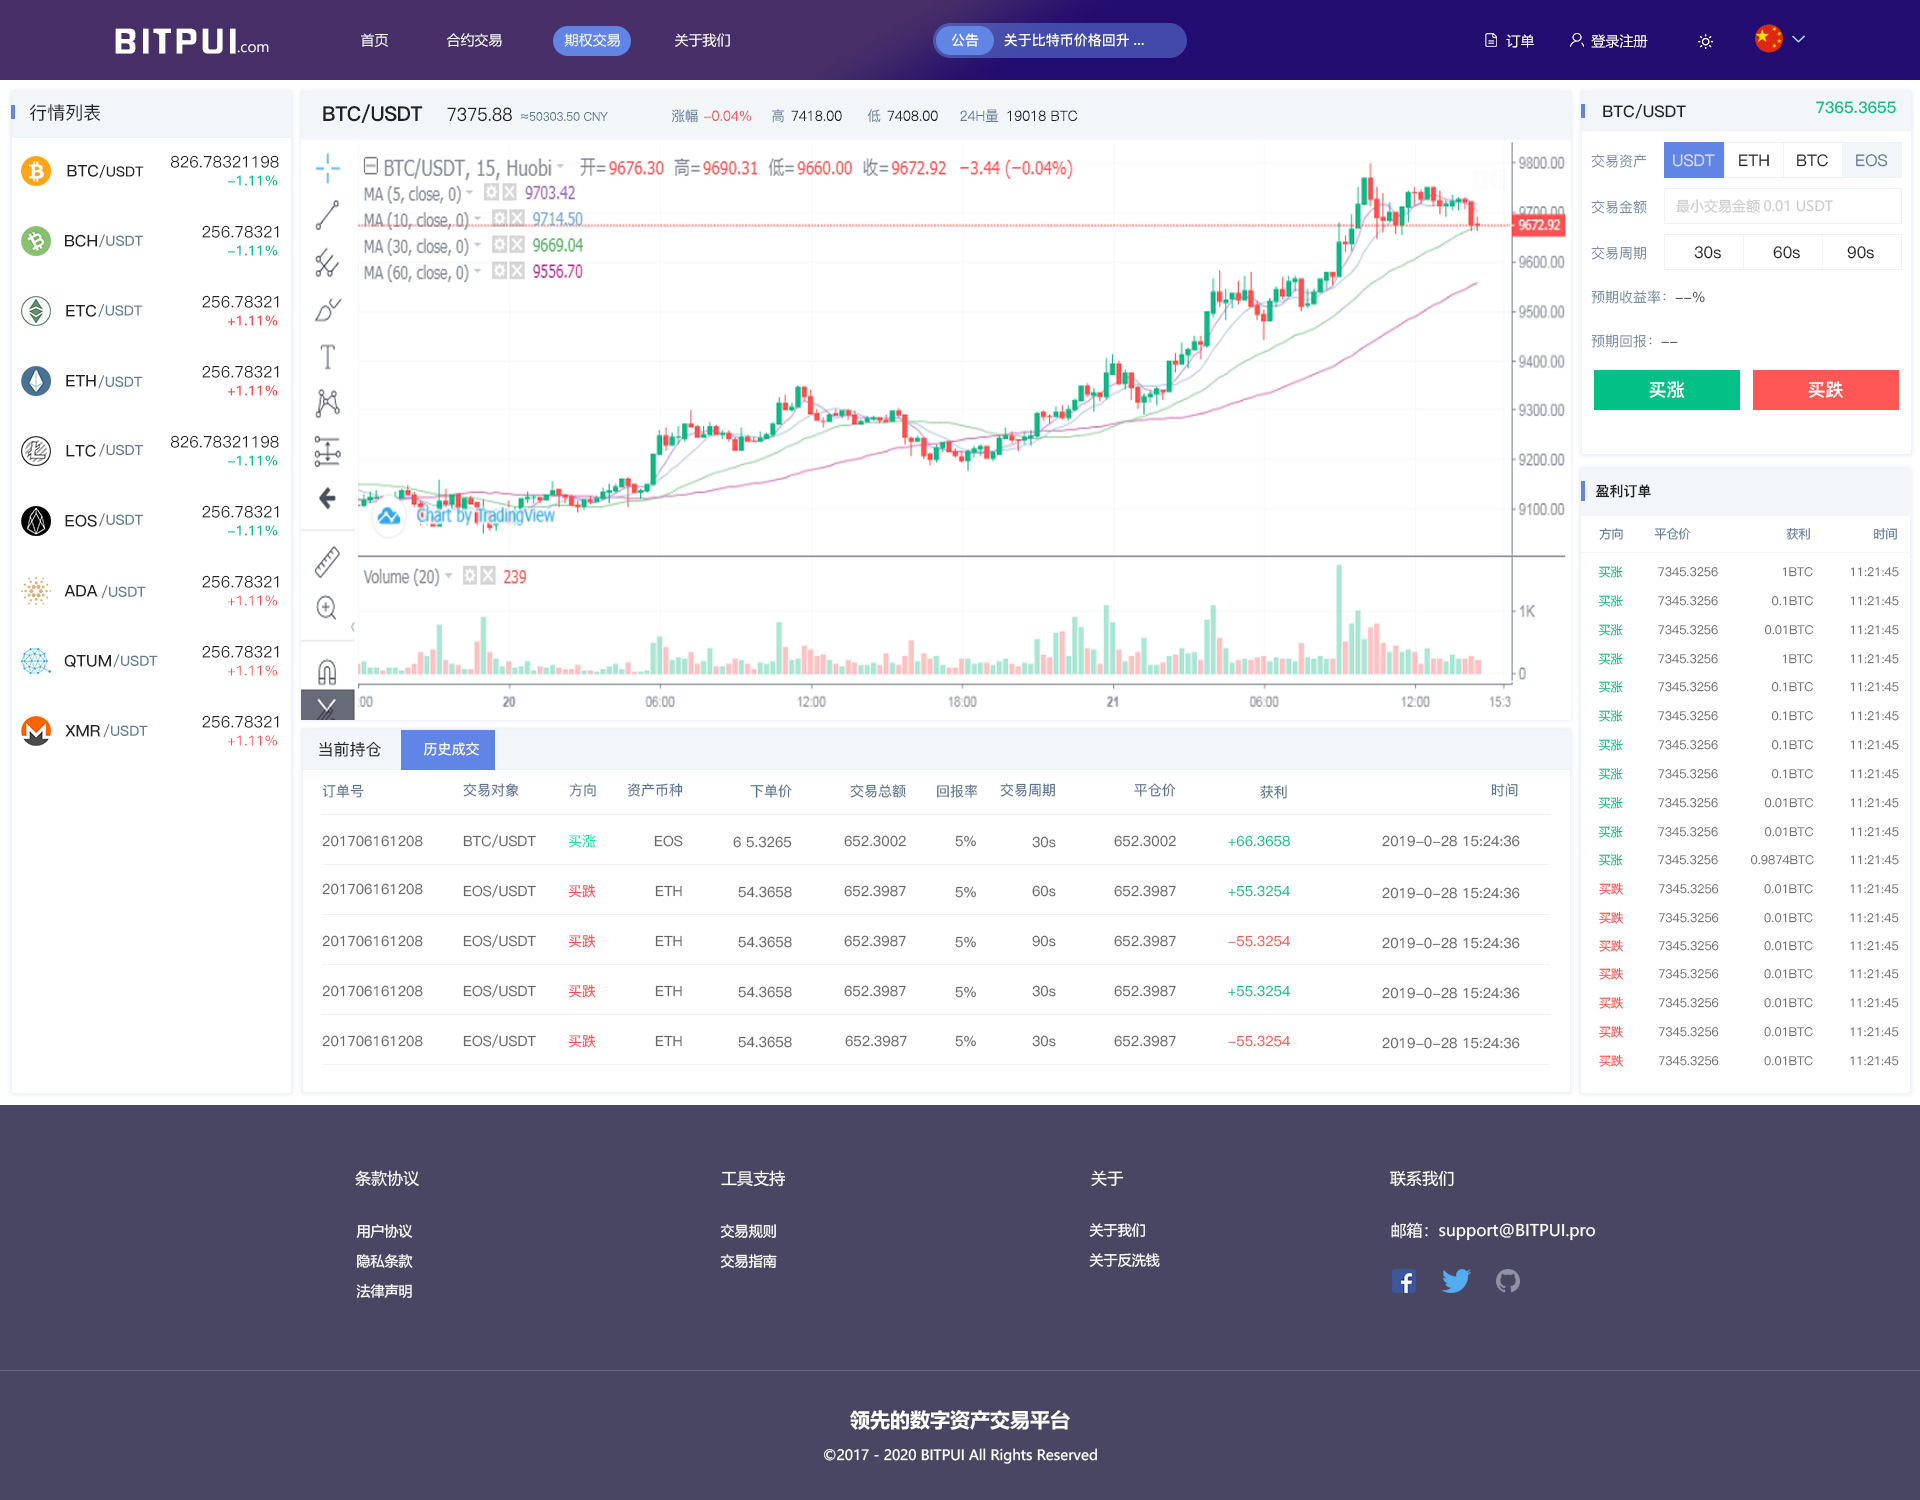 BITPUI.com
首页 合约交易 期权交易 关于我们
公告 关于比特币价格回升 ...
订单 登录注册
行情列表
BTC/USDT 826.78321198
-1.11%
BCH/USDT 256.78321
-1.11%
ETC/USDT 256.78321
+1.11%
ETH/USDT 256.78321
+1.11%
LTC/USDT 826.78321198
-1.11%
EOS/USDT 256.78321
-1.11%
ADA/USDT 256.78321
+1.11%
QTUM/USDT 256.78321
+1.11%
XMR/USDT 256.78321
+1.11%
BTC/USDT 7375.88 ≈50303.50 CNY 涨幅 -0.04% 高 7418.00 低 7408.00 24H量 19018 BTC
BTC/USDT, 15, Huobi 开=9676.30 高=9690.31 低=9660.00 收=9672.92 -3.44 (-0.04%)
MA (5, close, 0) 9703.42
MA (10, close, 0) 9714.50
MA (30, close, 0) 9669.04
MA (60, close, 0) 9556.70
9800.00
9700.00
9672.92
9600.00
9500.00
9400.00
9300.00
9200.00
9100.00
Chart by TradingView
Volume (20) 239
1K
0
:00 20 06:00 12:00 18:00 21 06:00 12:00 15:3
当前持仓 历史成交
订单号 交易对象 方向 资产币种 下单价 交易总额 回报率 交易周期 平仓价 获利 时间
201706161208 BTC/USDT 买涨 EOS 6 5.3265 652.3002 5% 30s 652.3002 +66.3658 2019-0-28 15:24:36
201706161208 EOS/USDT 买跌 ETH 54.3658 652.3987 5% 60s 652.3987 +55.3254 2019-0-28 15:24:36
201706161208 EOS/USDT 买跌 ETH 54.3658 652.3987 5% 90s 652.3987 -55.3254 2019-0-28 15:24:36
201706161208 EOS/USDT 买跌 ETH 54.3658 652.3987 5% 30s 652.3987 +55.3254 2019-0-28 15:24:36
201706161208 EOS/USDT 买跌 ETH 54.3658 652.3987 5% 30s 652.3987 -55.3254 2019-0-28 15:24:36
BTC/USDT 7365.3655
交易资产 USDT ETH BTC EOS
交易金额 最小交易金额 0.01 USDT
交易周期 30s 60s 90s
预期收益率： --%
预期回报： --
买涨 买跌
盈利订单
方向 平仓价 获利 时间
买涨 7345.3256 1BTC 11:21:45
买涨 7345.3256 0.1BTC 11:21:45
买涨 7345.3256 0.01BTC 11:21:45
买涨 7345.3256 1BTC 11:21:45
买涨 7345.3256 0.1BTC 11:21:45
买涨 7345.3256 0.1BTC 11:21:45
买涨 7345.3256 0.1BTC 11:21:45
买涨 7345.3256 0.1BTC 11:21:45
买涨 7345.3256 0.01BTC 11:21:45
买涨 7345.3256 0.01BTC 11:21:45
买涨 7345.3256 0.9874BTC 11:21:45
买跌 7345.3256 0.01BTC 11:21:45
买跌 7345.3256 0.01BTC 11:21:45
买跌 7345.3256 0.01BTC 11:21:45
买跌 7345.3256 0.01BTC 11:21:45
买跌 7345.3256 0.01BTC 11:21:45
买跌 7345.3256 0.01BTC 11:21:45
买跌 7345.3256 0.01BTC 11:21:45
条款协议 工具支持 关于 联系我们
用户协议 交易规则 关于我们 邮箱：support@BITPUI.pro
隐私条款 交易指南 关于反洗钱
法律声明
领先的数字资产交易平台
©2017 - 2020 BITPUI All Rights Reserved